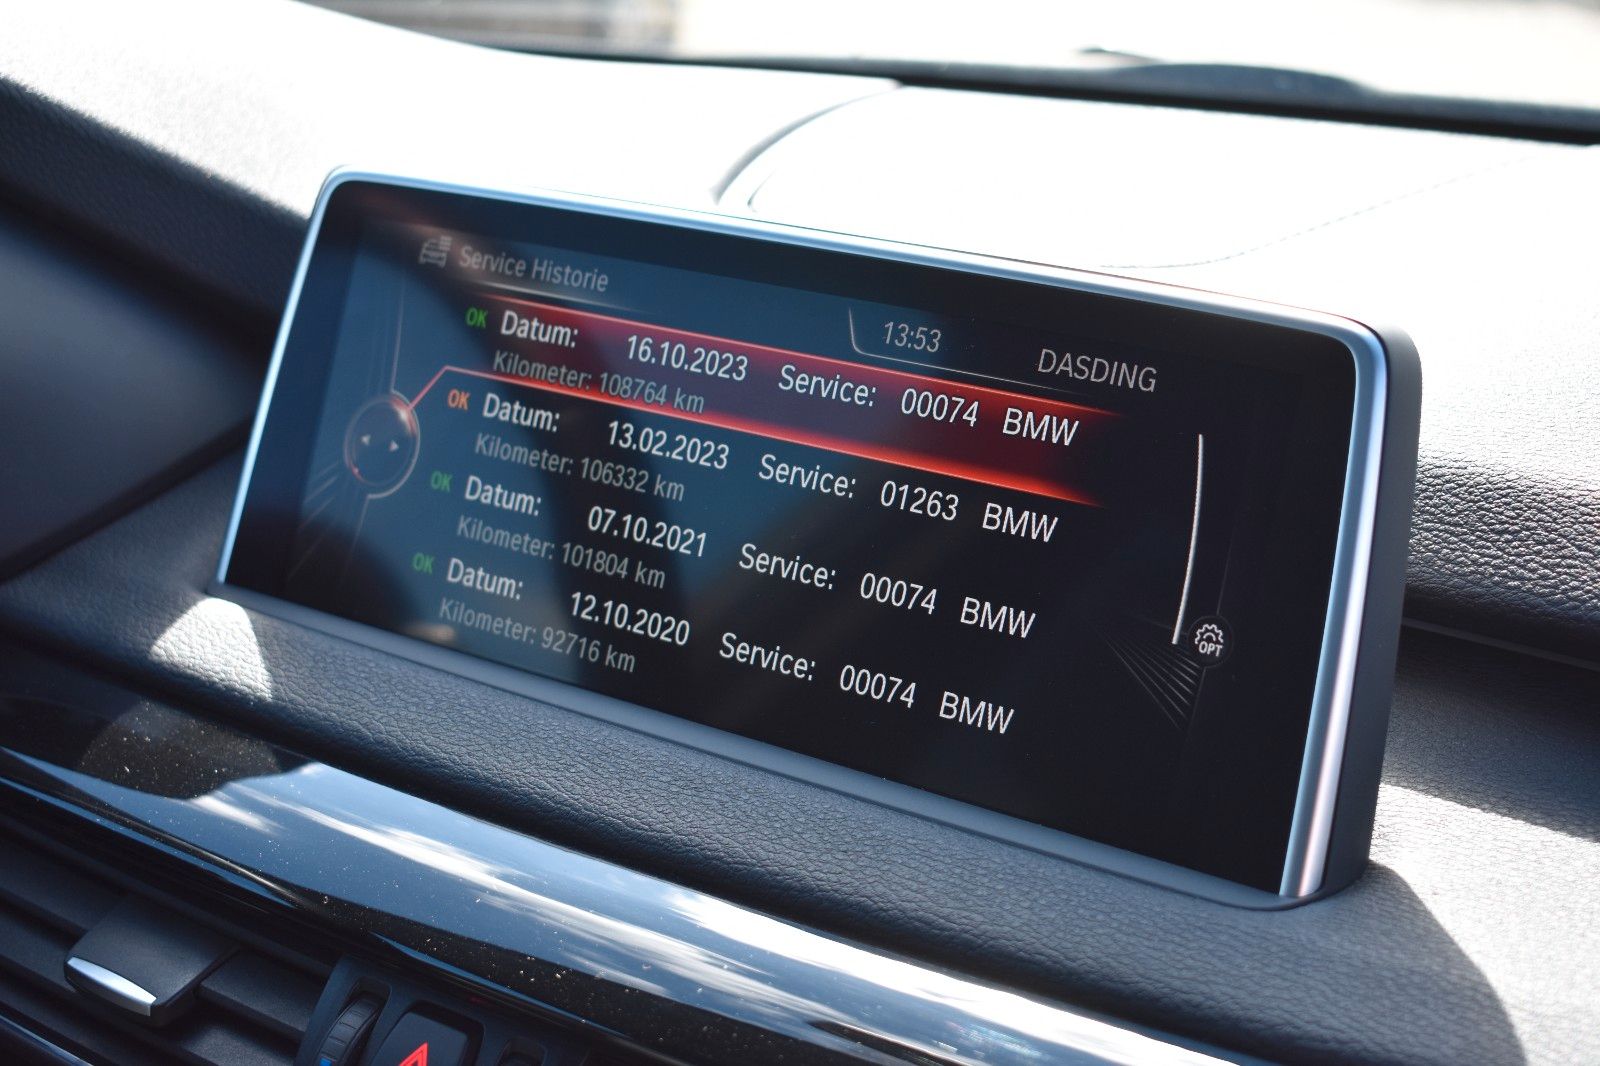 Service Historie
13:53
DASDING
OK Datum: 16.10.2023 Service: 00074 BMW
Kilometer: 108764 km
OK Datum: 13.02.2023 Service: 01263 BMW
Kilometer: 106332 km
OK Datum: 07.10.2021 Service: 00074 BMW
Kilometer: 101804 km
OK Datum: 12.10.2020 Service: 00074 BMW
Kilometer: 92716 km
OPT